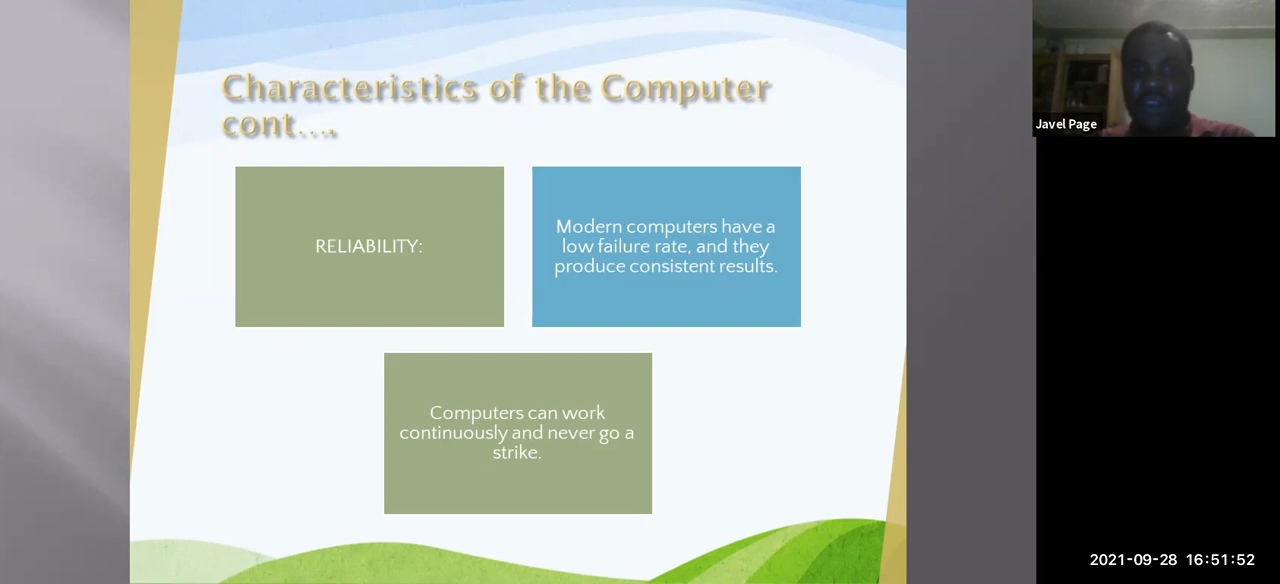 Characteristics of the Computer
cont....
RELIABILITY:
Modern computers have a
low failure rate, and they
produce consistent results.
Computers can work
continuously and never go a
strike.
Javel Page
2021-09-28 16:51:52